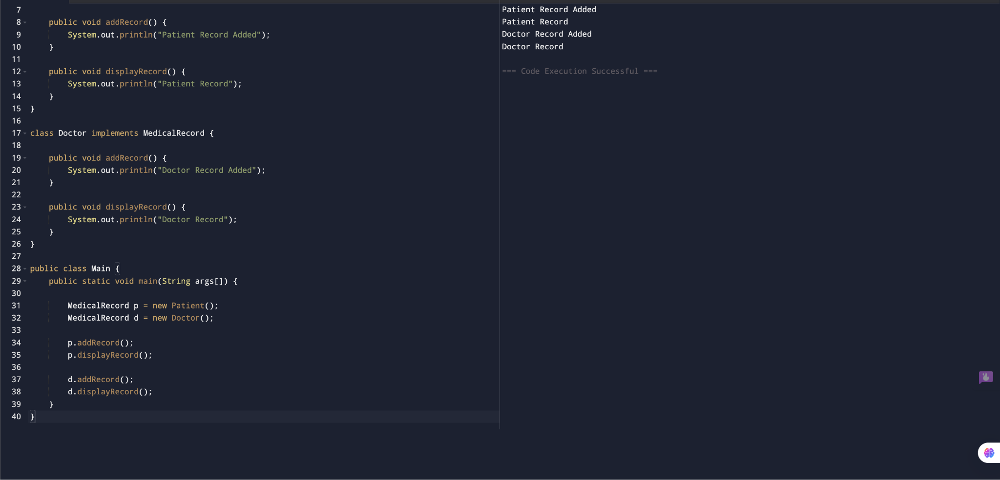 7
8    public void addRecord() {
9        System.out.println("Patient Record Added");
10    }
11
12    public void displayRecord() {
13        System.out.println("Patient Record");
14    }
15 }
16
17 class Doctor implements MedicalRecord {
18
19    public void addRecord() {
20        System.out.println("Doctor Record Added");
21    }
22
23    public void displayRecord() {
24        System.out.println("Doctor Record");
25    }
26 }
27
28 public class Main {
29    public static void main(String args[]) {
30
31        MedicalRecord p = new Patient();
32        MedicalRecord d = new Doctor();
33
34        p.addRecord();
35        p.displayRecord();
36
37        d.addRecord();
38        d.displayRecord();
39    }
40 }
Patient Record Added
Patient Record
Doctor Record Added
Doctor Record
=== Code Execution Successful ===